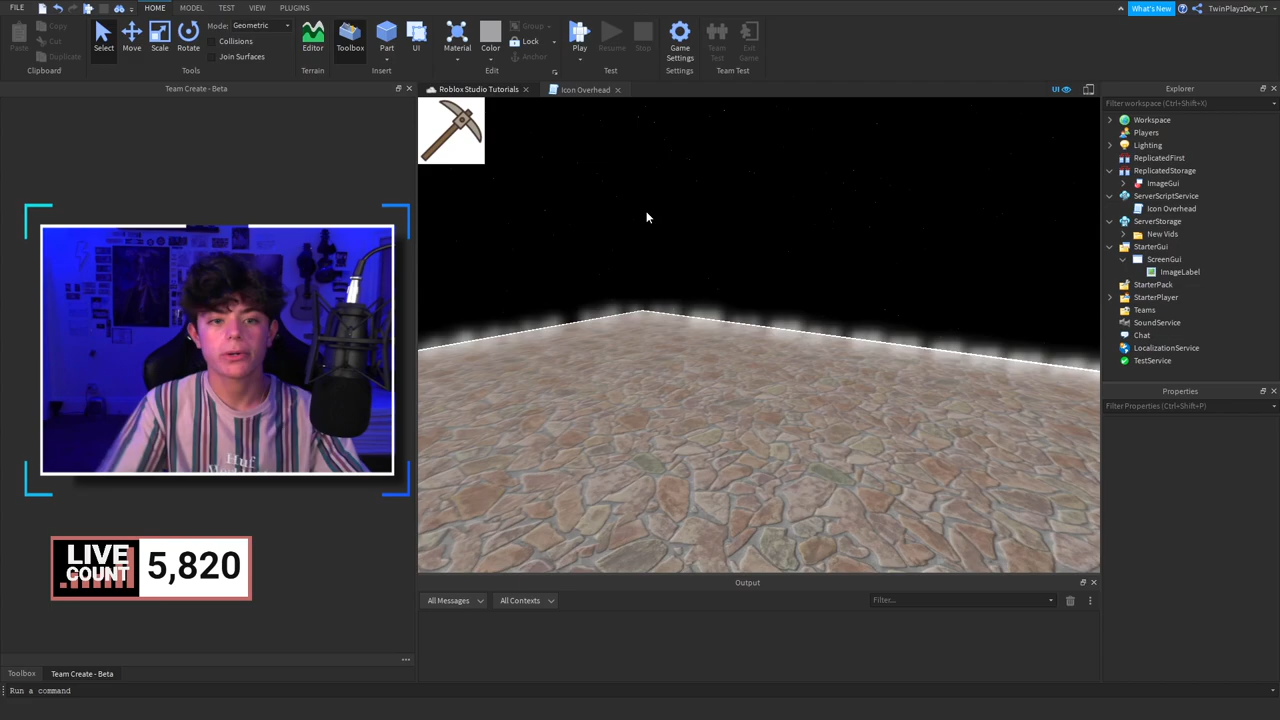 FILE
HOME
MODEL
TEST
VIEW
PLUGINS
What's New
TwinPlayzDev_YT
Paste
Copy
Cut
Duplicate
Clipboard
Select
Move
Scale
Rotate
Mode: Geometric
Collisions
Join Surfaces
Tools
Editor
Terrain
Toolbox
Part
UI
Insert
Material
Color
Group
Lock
Anchor
Edit
Play
Resume
Stop
Test
Game
Settings
Settings
Team
Test
Exit
Game
Team Test
Team Create - Beta
Roblox Studio Tutorials
Icon Overhead
UI
Explorer
Filter workspace (Ctrl+Shift+X)
Workspace
Players
Lighting
ReplicatedFirst
ReplicatedStorage
ImageGui
ServerScriptService
Icon Overhead
ServerStorage
New Vids
StarterGui
ScreenGui
ImageLabel
StarterPack
StarterPlayer
Teams
SoundService
Chat
LocalizationService
TestService
Properties
Filter Properties (Ctrl+Shift+P)
LIVE
COUNT
5,820
Output
All Messages
All Contexts
Filter...
Toolbox
Team Create - Beta
Run a command